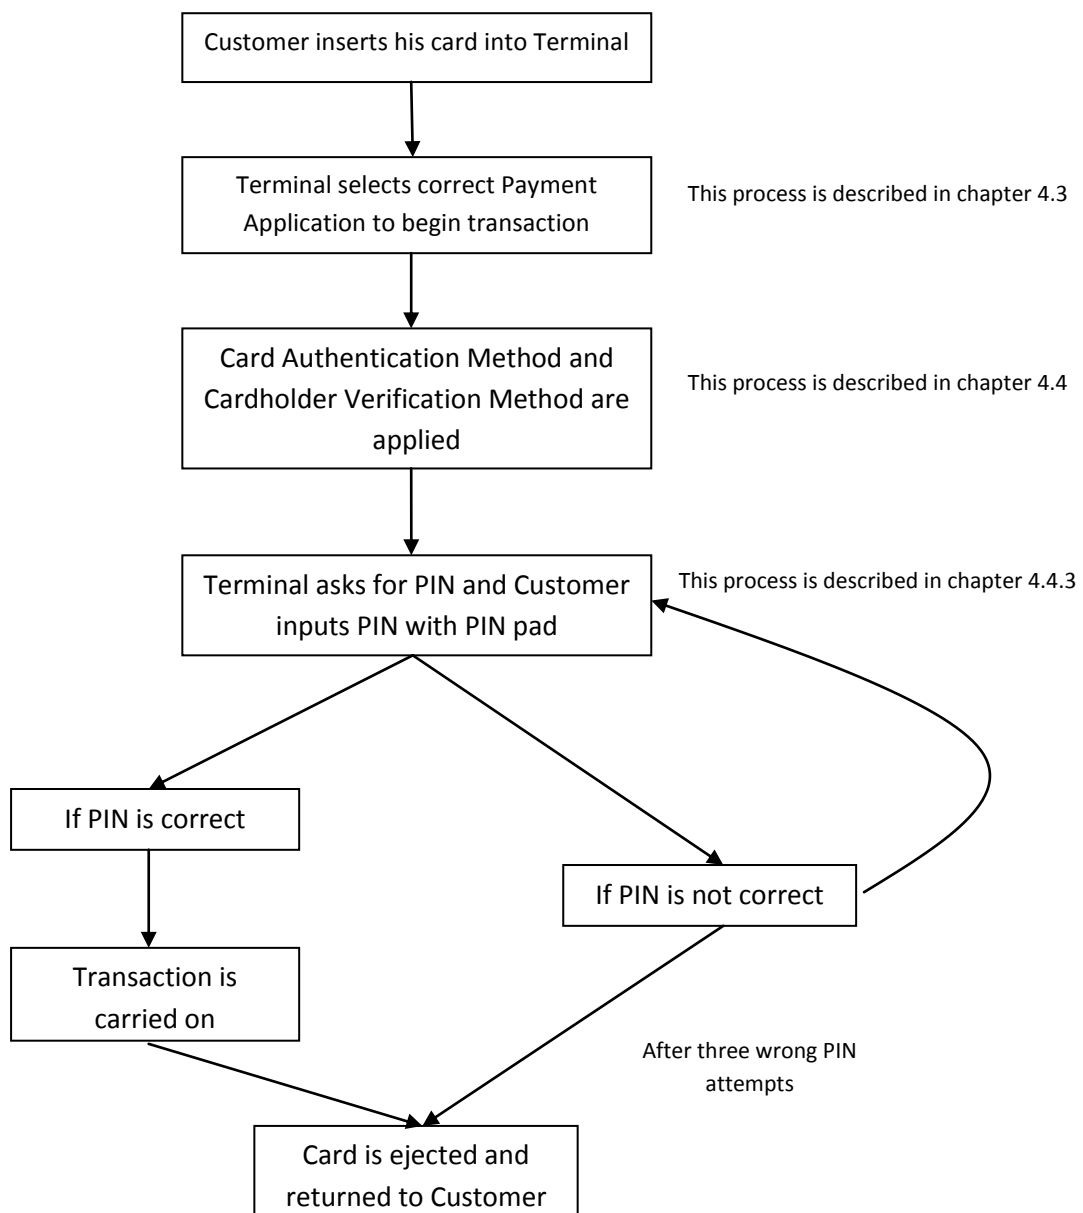 Customer inserts his card into Terminal
Terminal selects correct Payment
Application to begin transaction
This process is described in chapter 4.3
Card Authentication Method and
Cardholder Verification Method are
applied
This process is described in chapter 4.4
Terminal asks for PIN and Customer
inputs PIN with PIN pad
This process is described in chapter 4.4.3
If PIN is correct
If PIN is not correct
Transaction is
carried on
After three wrong PIN
attempts
Card is ejected and
returned to Customer